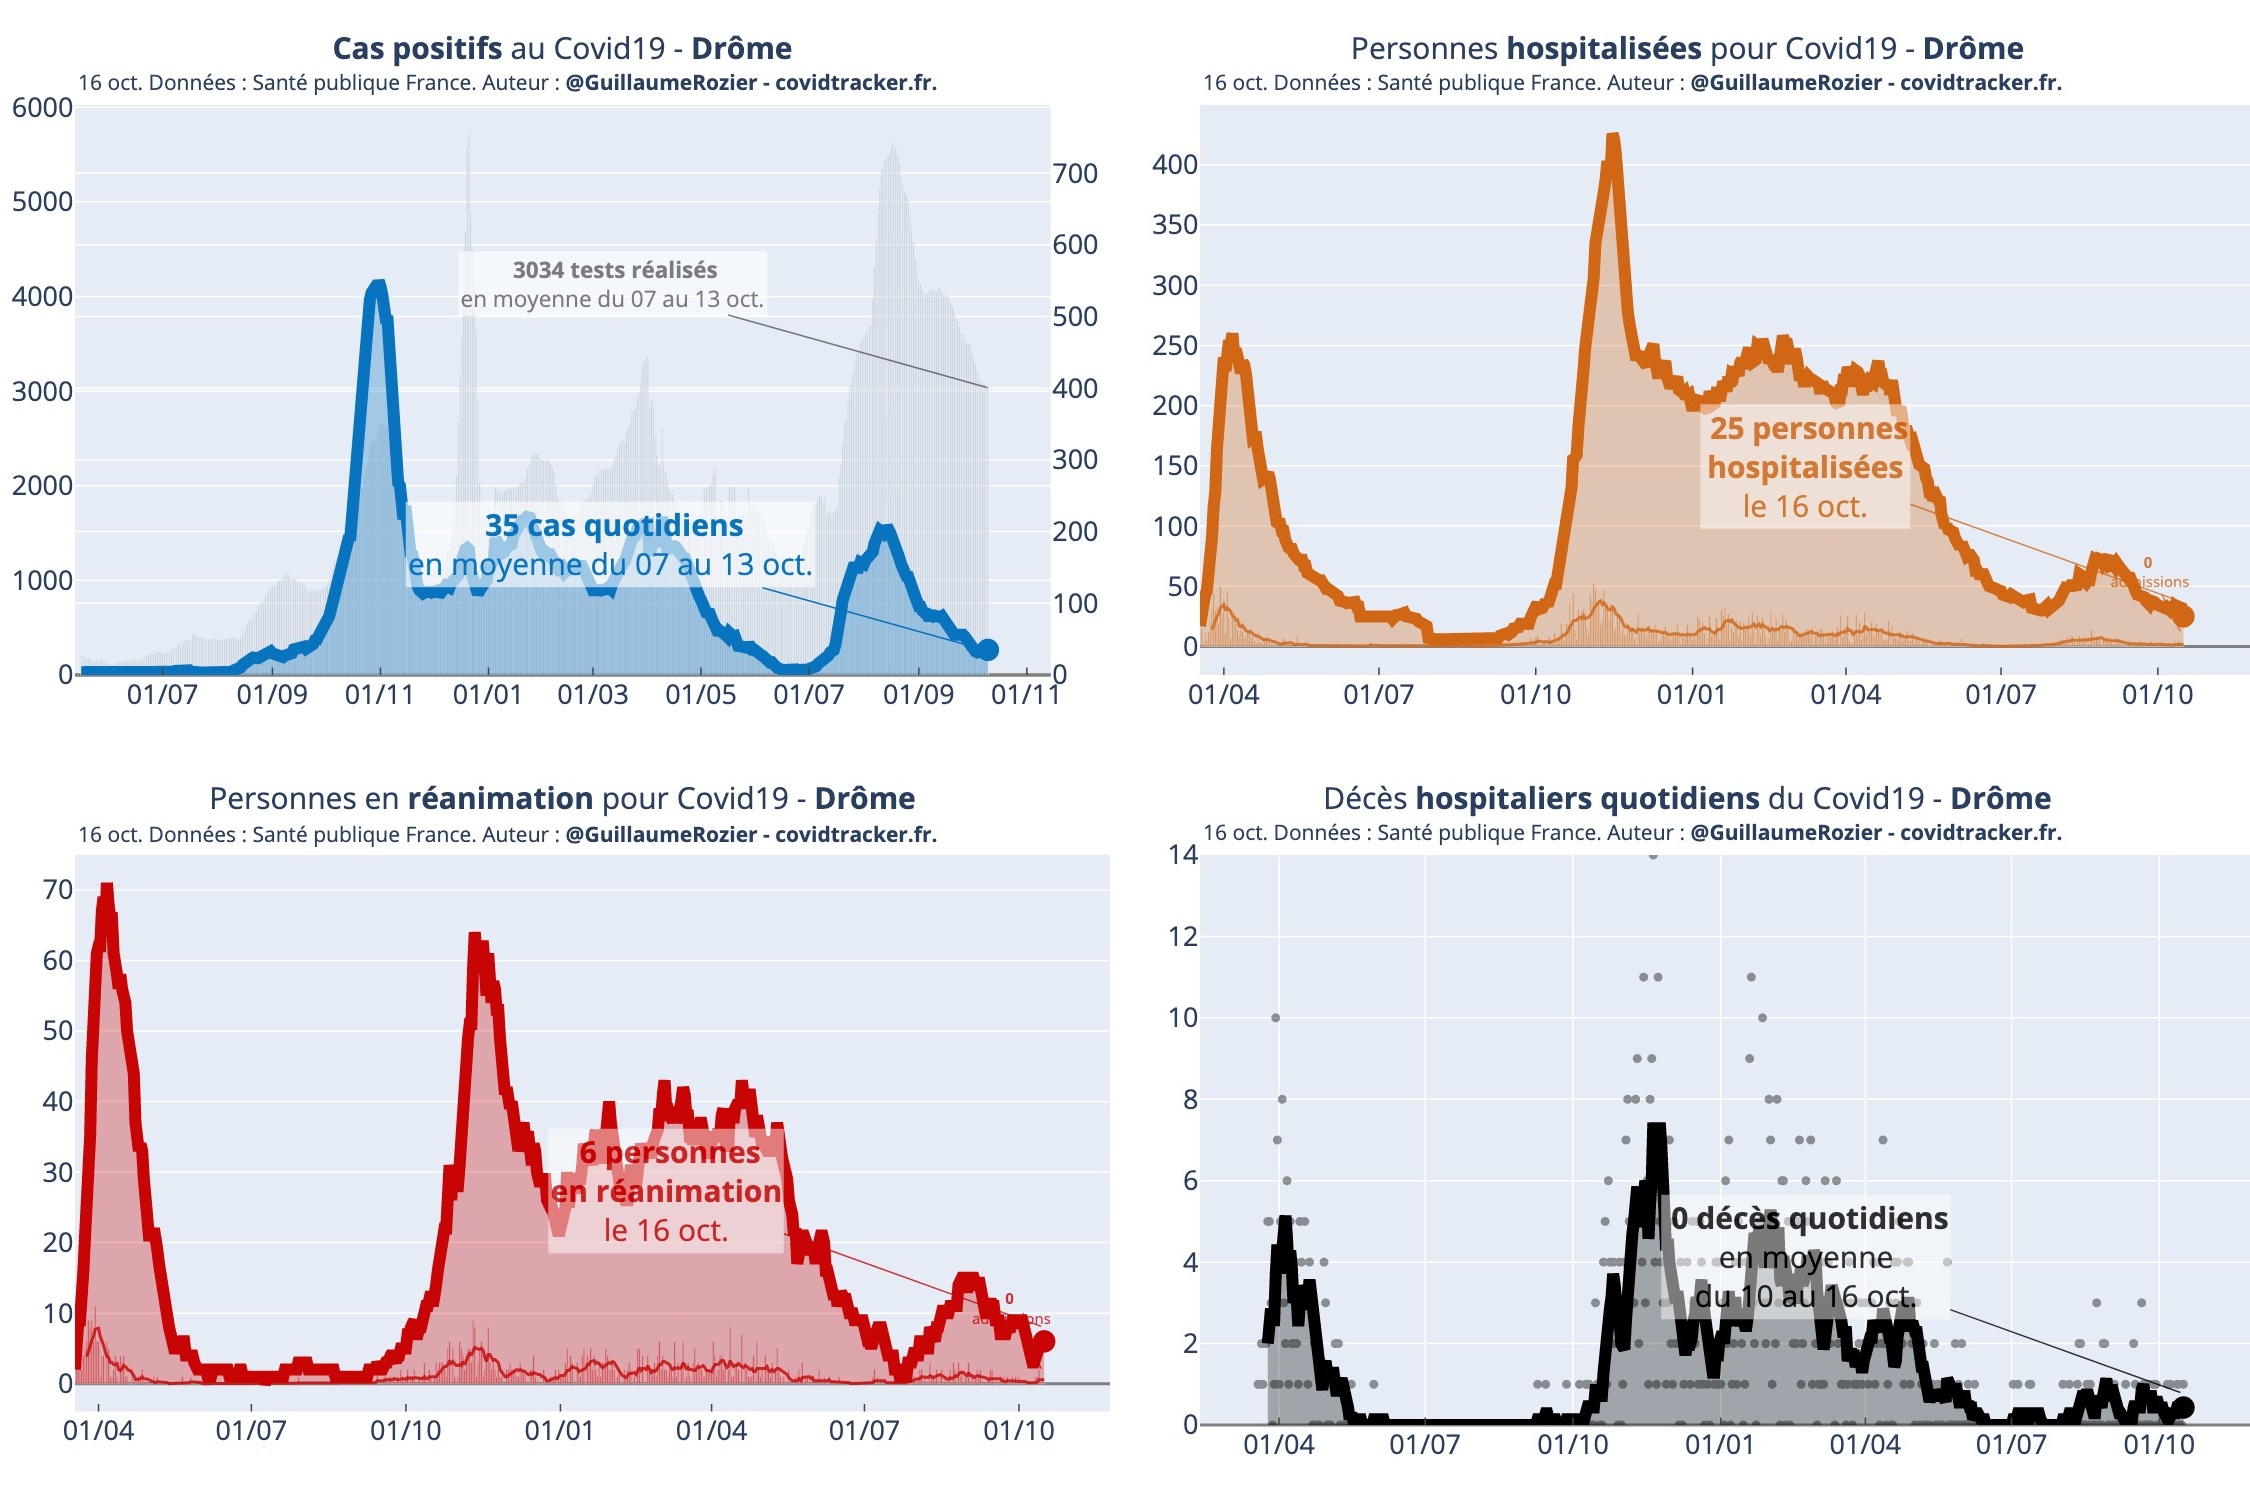 Cas positifs au Covid19 - Drôme
16 oct. Données : Santé publique France. Auteur : @GuillaumeRozier - covidtracker.fr.
6000
5000
4000
3000
2000
1000
0
700
600
500
400
300
200
100
0
3034 tests réalisés
en moyenne du 07 au 13 oct.
35 cas quotidiens
en moyenne du 07 au 13 oct.
01/07 01/09 01/11 01/01 01/03 01/05 01/07 01/09 01/11
Personnes hospitalisées pour Covid19 - Drôme
16 oct. Données : Santé publique France. Auteur : @GuillaumeRozier - covidtracker.fr.
400
350
300
250
200
150
100
50
0
25 personnes
hospitalisées
le 16 oct.
0
admissions
01/04 01/07 01/10 01/01 01/04 01/07 01/10
Personnes en réanimation pour Covid19 - Drôme
16 oct. Données : Santé publique France. Auteur : @GuillaumeRozier - covidtracker.fr.
70
60
50
40
30
20
10
0
6 personnes
en réanimation
le 16 oct.
0
admissions
01/04 01/07 01/10 01/01 01/04 01/07 01/10
Décès hospitaliers quotidiens du Covid19 - Drôme
16 oct. Données : Santé publique France. Auteur : @GuillaumeRozier - covidtracker.fr.
14
12
10
8
6
4
2
0
0 décès quotidiens
en moyenne
du 10 au 16 oct.
01/04 01/07 01/10 01/01 01/04 01/07 01/10